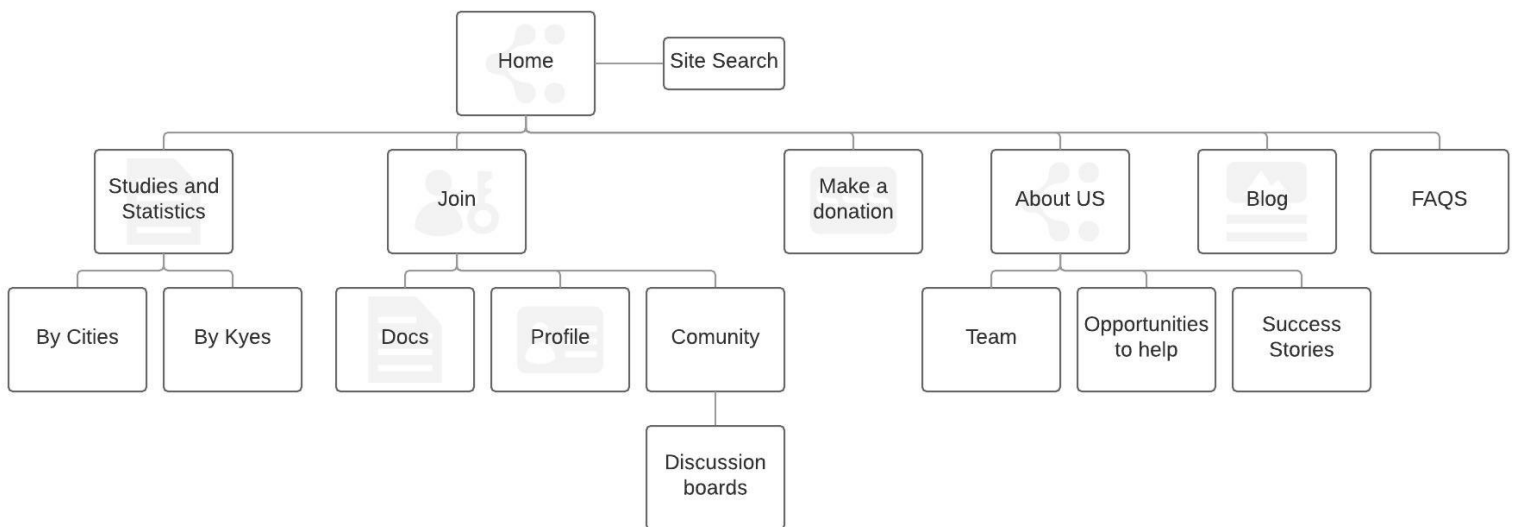 Home
Site Search
Studies and
Statistics
Join
Make a
donation
About US
Blog
FAQS
By Cities
By Kyes
Docs
Profile
Comunity
Team
Opportunities
to help
Success
Stories
Discussion
boards